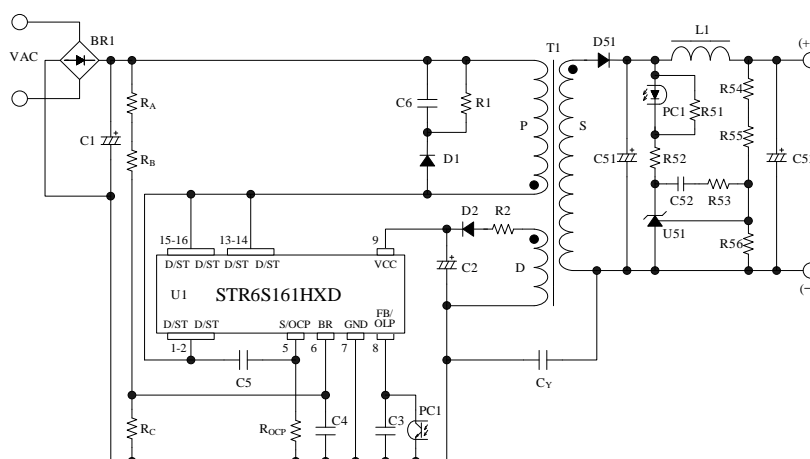 BR1
VAC
C1
RA
RB
C6
R1
D1
T1
P
S
D51
L1
(+
PC1
R51
R54
R55
C51
R52
C5
C52
R53
U51
R56
(−
15-16
13-14
9
D/ST
D/ST
D/ST
D/ST
VCC
D2
R2
C2
D
U1
STR6S161HXD
D/ST
D/ST
S/OCP
BR
GND
FB/
OLP
1-2
5
6
7
8
C5
CY
RC
ROCP
C4
C3
PC1